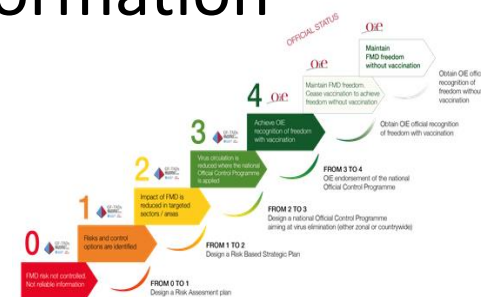 ormation
OFFICIAL STATUS
Oie
Maintain
FMD freedom
without vaccination
Oie
Maintain FMD freedom.
Cease vaccination to achieve
freedom without vaccination
Obtain OIE offic
recognition of
freedom withou
vaccination
4 Oie
Achieve OIE
recognition of freedom
with vaccination
Obtain OIE official recognition
of freedom with vaccination
3
Virus circulation is
reduced where the national
Official Control Programme
is applied
FROM 3 TO 4
OIE endorsement of the national
Official Control Programme
2
Impact of FMD is
reduced in targeted
sectors / areas
FROM 2 TO 3
Design a national Official Control Programme
aiming at virus elimination (either zonal or countrywide)
1
Risks and control
options are identified
FROM 1 TO 2
Design a Risk Based Strategic Plan
0
FMD risk not controlled.
Not reliable information
FROM 0 TO 1
Design a Risk Assesment plan